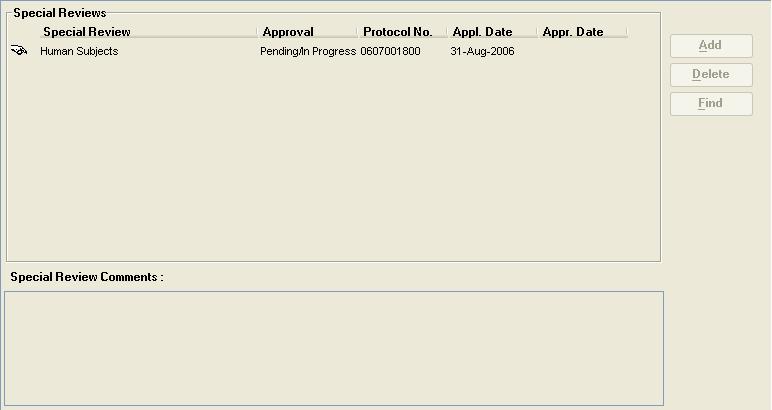 Special Reviews
Special Review Approval Protocol No. Appl. Date Appr. Date
Human Subjects Pending/In Progress 0607001800 31-Aug-2006
Add
Delete
Find
Special Review Comments :